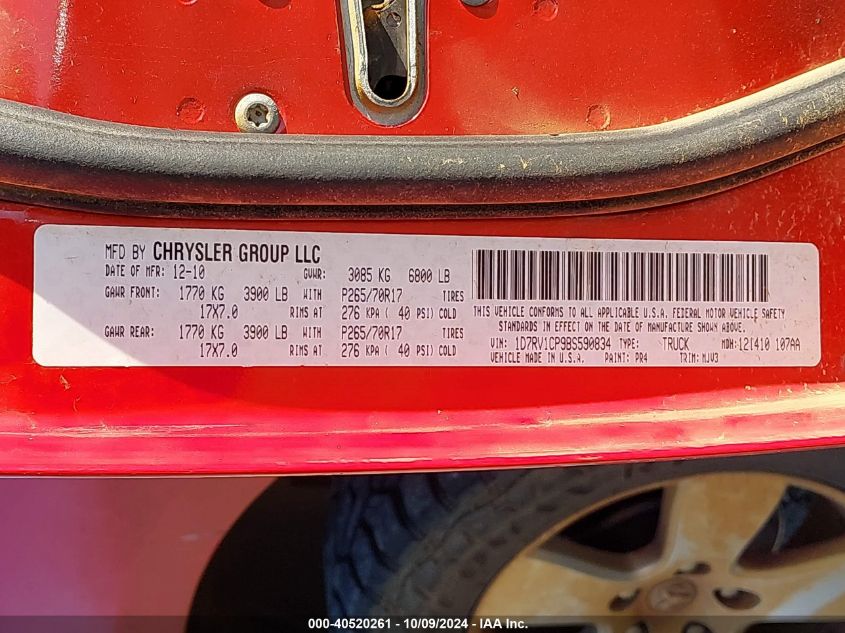 MFD BY CHRYSLER GROUP LLC
DATE OF MFR: 12-10 GVWR: 3085 KG 6800 LB
GAWR FRONT: 1770 KG 3900 LB WITH P265/70R17 TIRES
17X7.0 RIMS AT 276 KPA ( 40 PSI) COLD
GAWR REAR: 1770 KG 3900 LB WITH P265/70R17 TIRES
17X7.0 RIMS AT 276 KPA ( 40 PSI) COLD
THIS VEHICLE CONFORMS TO ALL APPLICABLE U.S.A. FEDERAL MOTOR VEHICLE SAFETY
STANDARDS IN EFFECT ON THE DATE OF MANUFACTURE SHOWN ABOVE.
VIN: 1D7RV1CP9BS590834 TYPE: TRUCK MDH: 121410 107AA
VEHICLE MADE IN U.S.A. PAINT: PR4 TRIM: MJV3
000-40520261 - 10/09/2024 - IAA Inc.